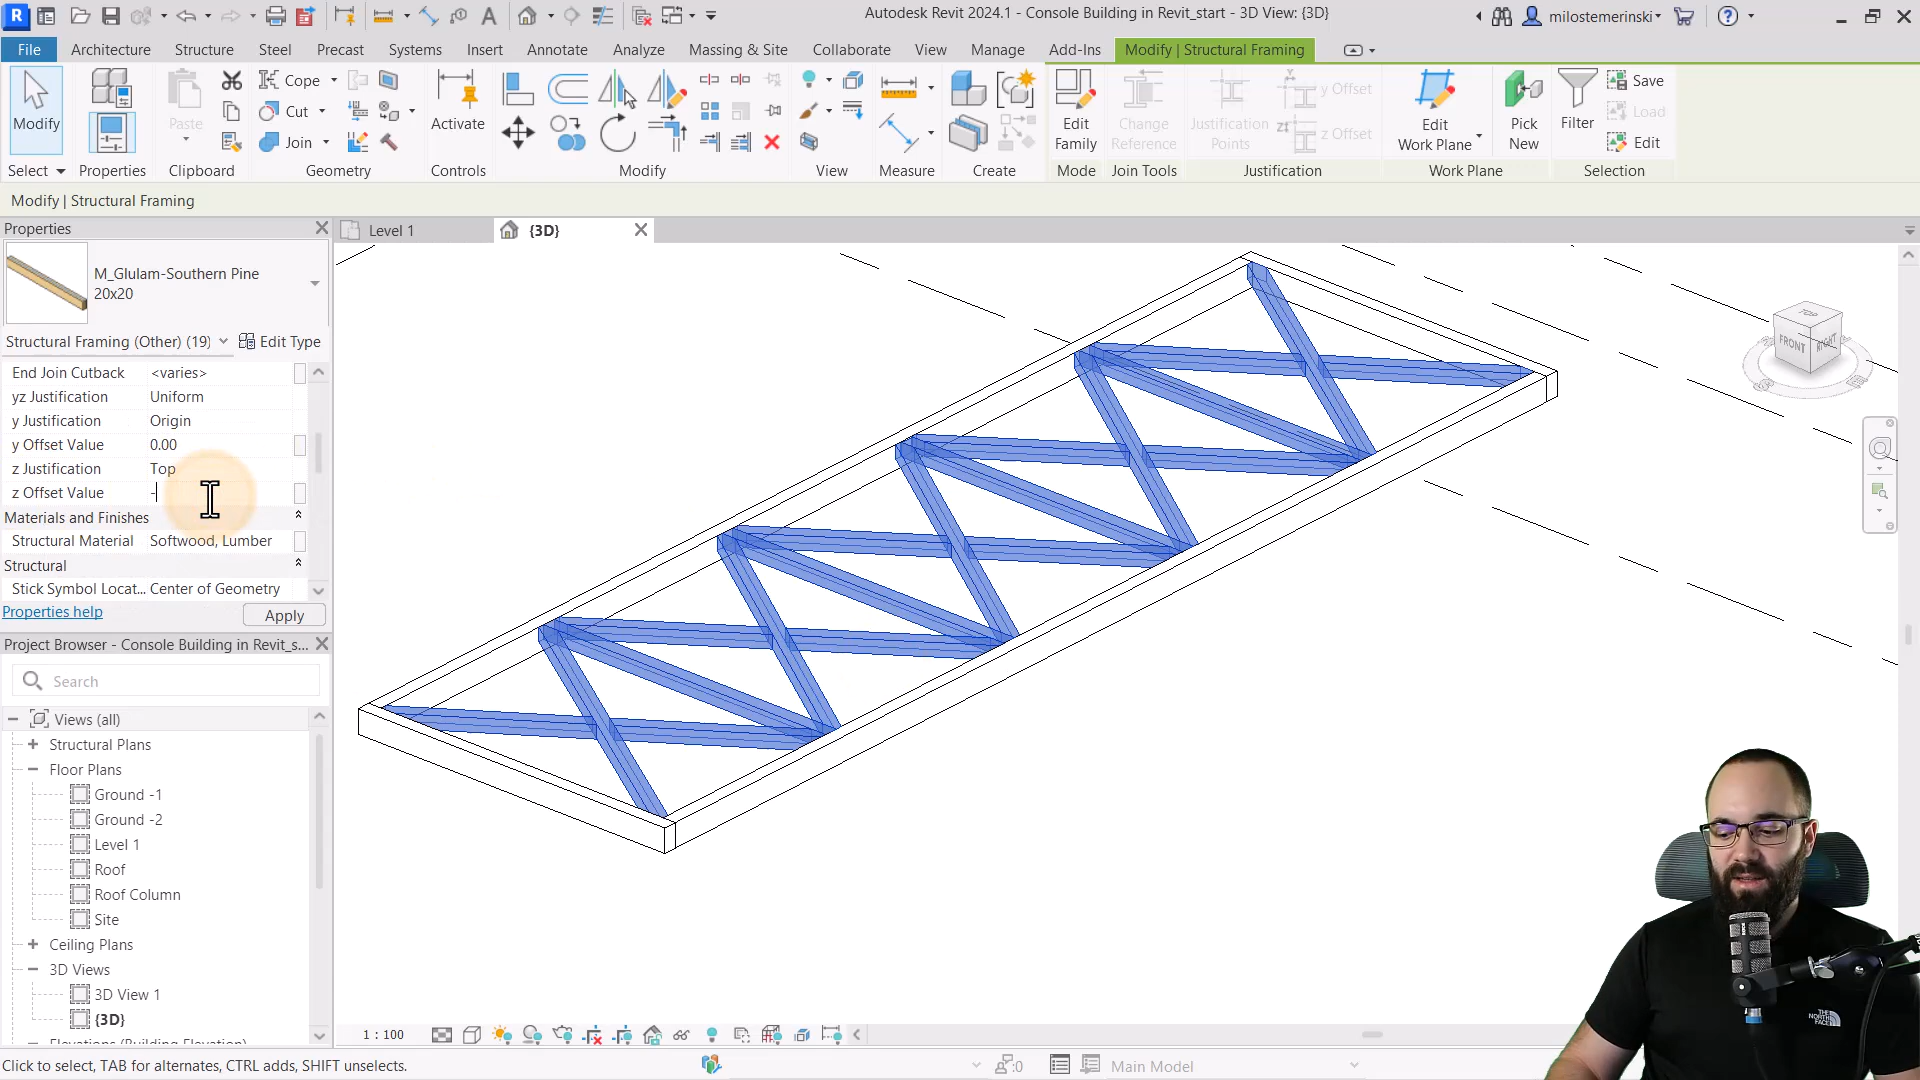 Autodesk Revit 2024.1 - Console Building in Revit_start - 3D View: {3D}
milostemerinski
File Architecture Structure Steel Precast Systems Insert Annotate Analyze Massing & Site Collaborate View Manage Add-Ins Modify | Structural Framing
Modify
Paste
Cope
Cut
Join
Activate
Edit Family
Change Reference
Justification Points
y Offset
z Offset
Edit Work Plane
Pick New
Filter
Save
Load
Edit
Select Properties Clipboard Geometry Controls Modify View Measure Create Mode Join Tools Justification Work Plane Selection
Modify | Structural Framing
Properties
Level 1
{3D}
M_Glulam-Southern Pine
20x20
Structural Framing (Other) (19) Edit Type
End Join Cutback <varies>
yz Justification Uniform
y Justification Origin
y Offset Value 0.00
z Justification Top
z Offset Value -
Materials and Finishes
Structural Material Softwood, Lumber
Structural
Stick Symbol Locat... Center of Geometry
Properties help Apply
Project Browser - Console Building in Revit_s...
Search
Views (all)
Structural Plans
Floor Plans
Ground -1
Ground -2
Level 1
Roof
Roof Column
Site
Ceiling Plans
3D Views
3D View 1
{3D}
Elevations (Building Elevation)
TOP
FRONT
RIGHT
1 : 100
Click to select, TAB for alternates, CTRL adds, SHIFT unselects.
:0
Main Model
THE
NORTH
FACE